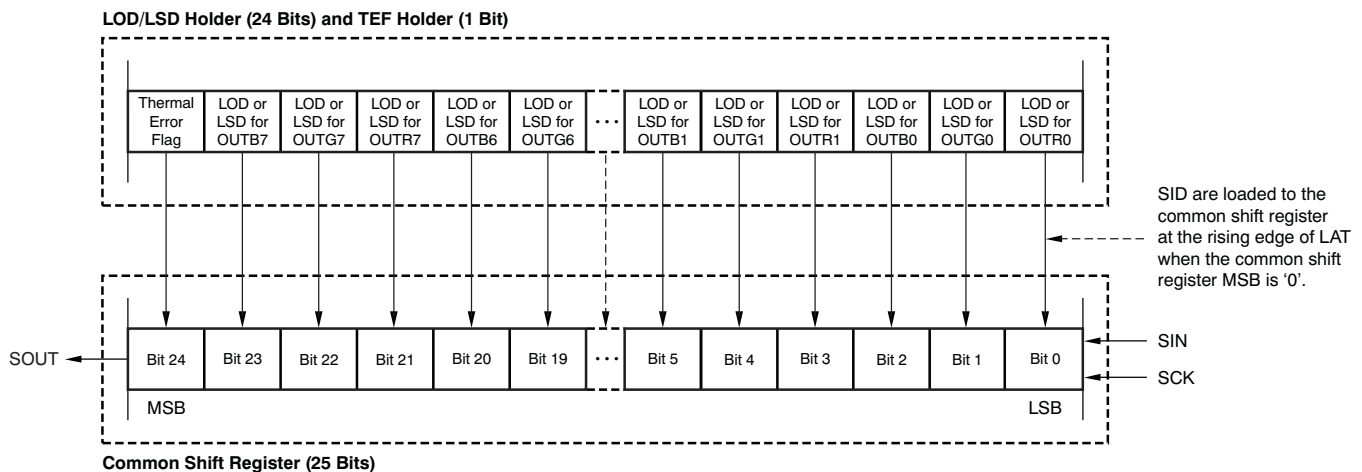 LOD/LSD Holder (24 Bits) and TEF Holder (1 Bit)
Thermal
Error
Flag
LOD or
LSD for
OUTB7
LOD or
LSD for
OUTG7
LOD or
LSD for
OUTR7
LOD or
LSD for
OUTB6
LOD or
LSD for
OUTG6
• • •
LOD or
LSD for
OUTB1
LOD or
LSD for
OUTG1
LOD or
LSD for
OUTR1
LOD or
LSD for
OUTB0
LOD or
LSD for
OUTG0
LOD or
LSD for
OUTR0
SID are loaded to the
common shift register
at the rising edge of LAT
when the common shift
register MSB is ‘0’.
SOUT
Bit 24
Bit 23
Bit 22
Bit 21
Bit 20
Bit 19
• • •
Bit 5
Bit 4
Bit 3
Bit 2
Bit 1
Bit 0
SIN
SCK
MSB
LSB
Common Shift Register (25 Bits)